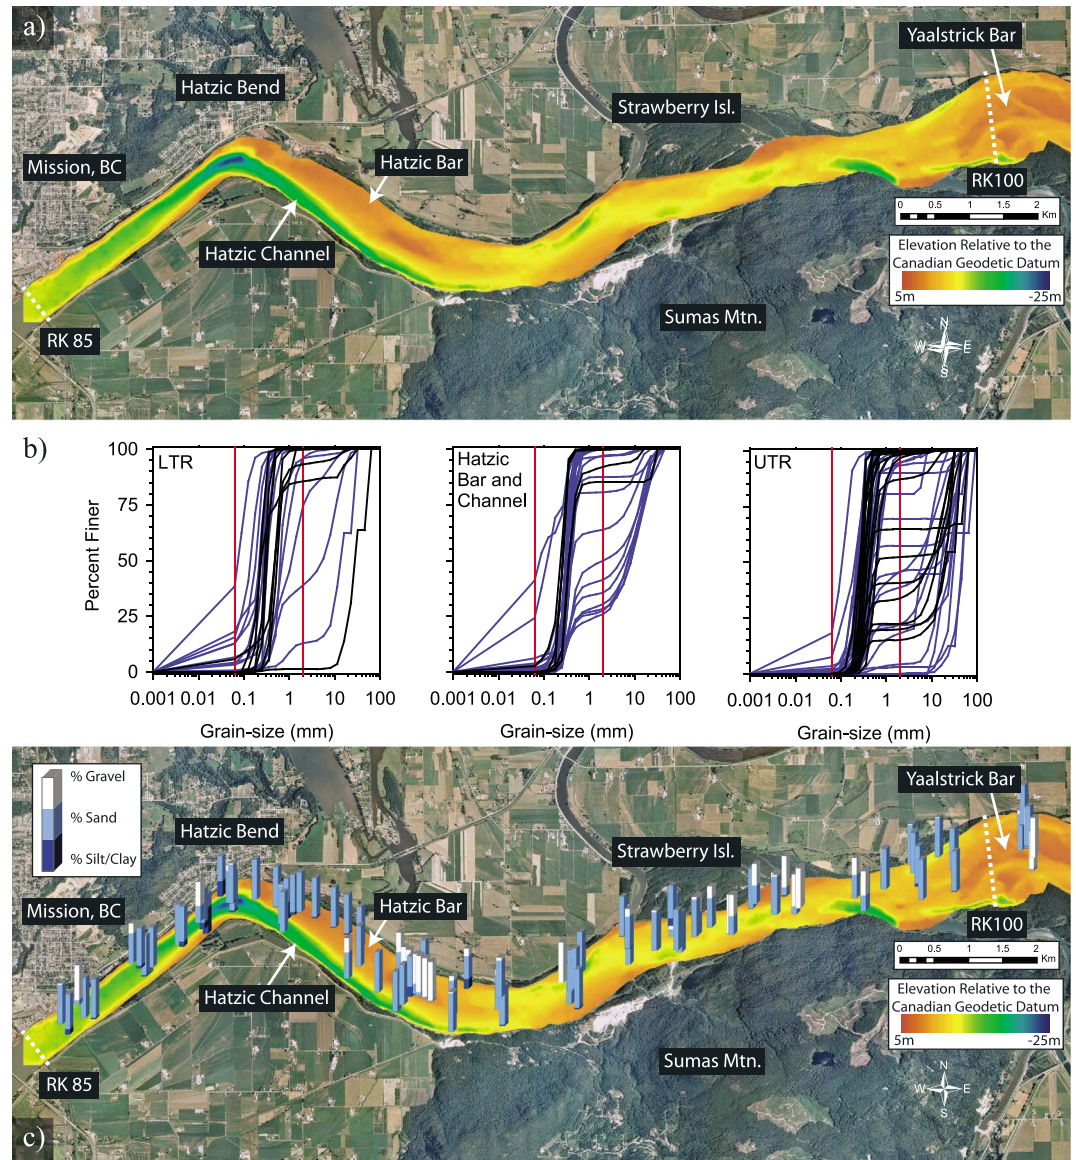 a)
Yaalstrick Bar
Hatzic Bend
Strawberry Isl.
Mission, BC
Hatzic Bar
RK100
0 0.5 1 1.5 2
Km
Hatzic Channel
Elevation Relative to the
Canadian Geodetic Datum
5m -25m
Sumas Mtn.
RK 85
N
W E
S
b)
100
75
50
25
0
Percent Finer
LTR
0.001 0.01 0.1 1 10 100
Grain-size (mm)
Hatzic
Bar and
Channel
0.001 0.01 0.1 1 10 100
Grain-size (mm)
UTR
0.001 0.01 0.1 1 10 100
Grain-size (mm)
% Gravel
% Sand
% Silt/Clay
Yaalstrick Bar
Hatzic Bend
Strawberry Isl.
Mission, BC
Hatzic Bar
RK100
0 0.5 1 1.5 2
Km
Hatzic Channel
Elevation Relative to the
Canadian Geodetic Datum
5m -25m
Sumas Mtn.
RK 85
N
W E
S
c)